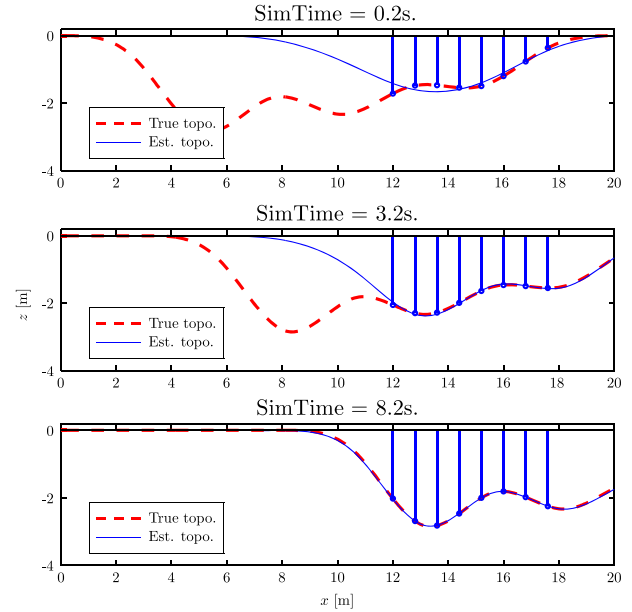 SimTime = 0.2s.
0
-2
-4
True topo.
Est. topo.
0 2 4 6 8 10 12 14 16 18 20
SimTime = 3.2s.
z [m]
0
-2
-4
True topo.
Est. topo.
0 2 4 6 8 10 12 14 16 18 20
SimTime = 8.2s.
0
-2
-4
True topo.
Est. topo.
0 2 4 6 8 10 12 14 16 18 20
x [m]